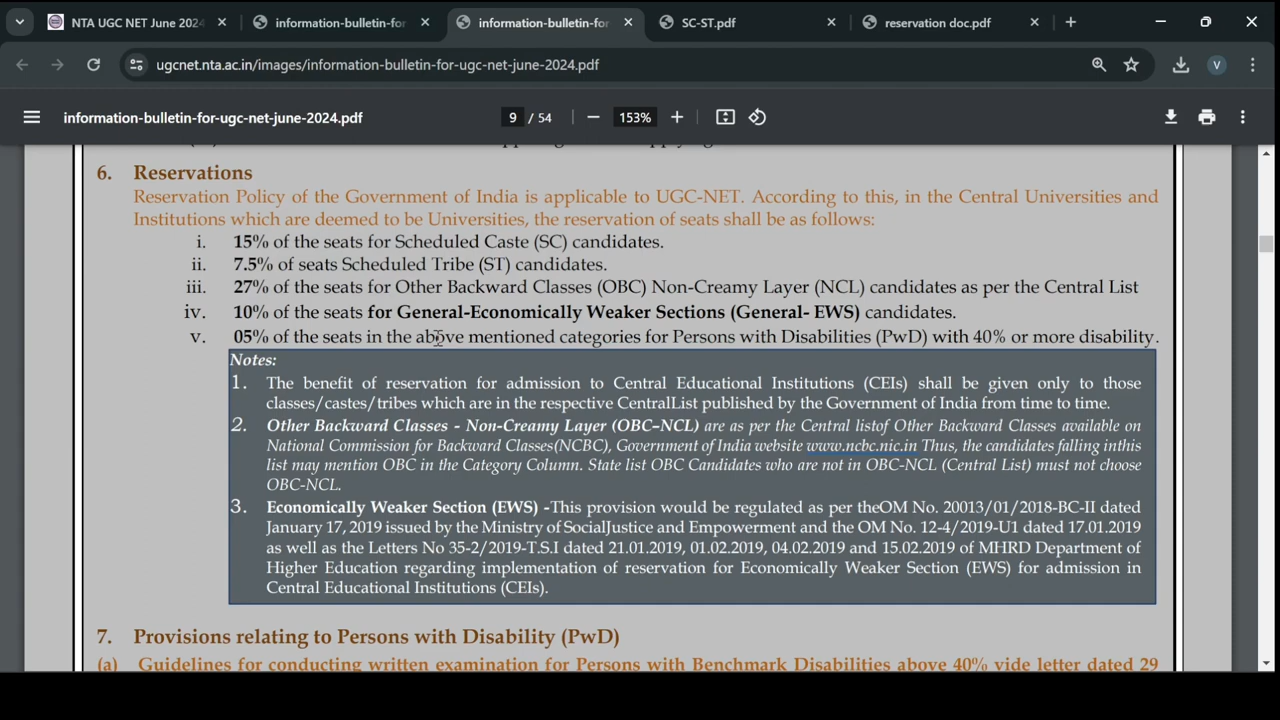 NTA UGC NET June 2024
information-bulletin-for-
information-bulletin-for-
SC-ST.pdf
reservation doc.pdf
ugcnet.nta.ac.in/images/information-bulletin-for-ugc-net-june-2024.pdf
V
information-bulletin-for-ugc-net-june-2024.pdf
9 / 54
153%
6. Reservations
Reservation Policy of the Government of India is applicable to UGC-NET. According to this, in the Central Universities and
Institutions which are deemed to be Universities, the reservation of seats shall be as follows:
i. 15% of the seats for Scheduled Caste (SC) candidates.
ii. 7.5% of seats Scheduled Tribe (ST) candidates.
iii. 27% of the seats for Other Backward Classes (OBC) Non-Creamy Layer (NCL) candidates as per the Central List
iv. 10% of the seats for General-Economically Weaker Sections (General- EWS) candidates.
v. 05% of the seats in the above mentioned categories for Persons with Disabilities (PwD) with 40% or more disability.
Notes:
1. The benefit of reservation for admission to Central Educational Institutions (CEIs) shall be given only to those
classes/castes/tribes which are in the respective CentralList published by the Government of India from time to time.
2. Other Backward Classes - Non-Creamy Layer (OBC–NCL) are as per the Central listof Other Backward Classes available on
National Commission for Backward Classes(NCBC), Government of India website www.ncbc.nic.in Thus, the candidates falling inthis
list may mention OBC in the Category Column. State list OBC Candidates who are not in OBC-NCL (Central List) must not choose
OBC-NCL.
3. Economically Weaker Section (EWS) -This provision would be regulated as per theOM No. 20013/01/2018-BC-II dated
January 17, 2019 issued by the Ministry of SocialJustice and Empowerment and the OM No. 12-4/2019-U1 dated 17.01.2019
as well as the Letters No 35-2/2019-T.S.I dated 21.01.2019, 01.02.2019, 04.02.2019 and 15.02.2019 of MHRD Department of
Higher Education regarding implementation of reservation for Economically Weaker Section (EWS) for admission in
Central Educational Institutions (CEIs).
7. Provisions relating to Persons with Disability (PwD)
(a) Guidelines for conducting written examination for Persons with Benchmark Disabilities above 40% vide letter dated 29